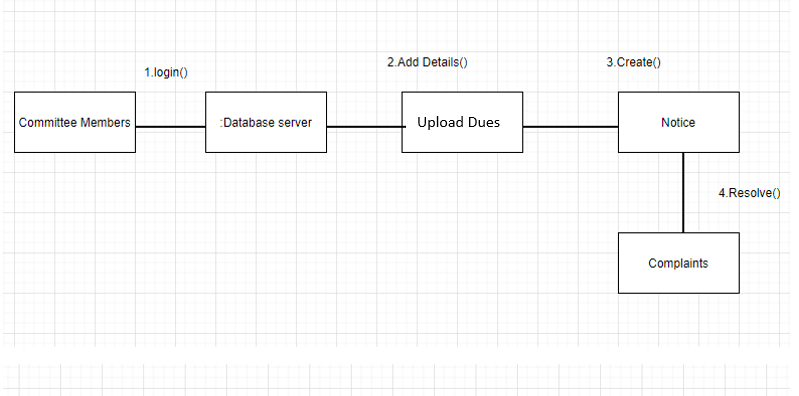 1.login()
2.Add Details()
3.Create()
Committee Members
:Database server
Upload Dues
Notice
4.Resolve()
Complaints